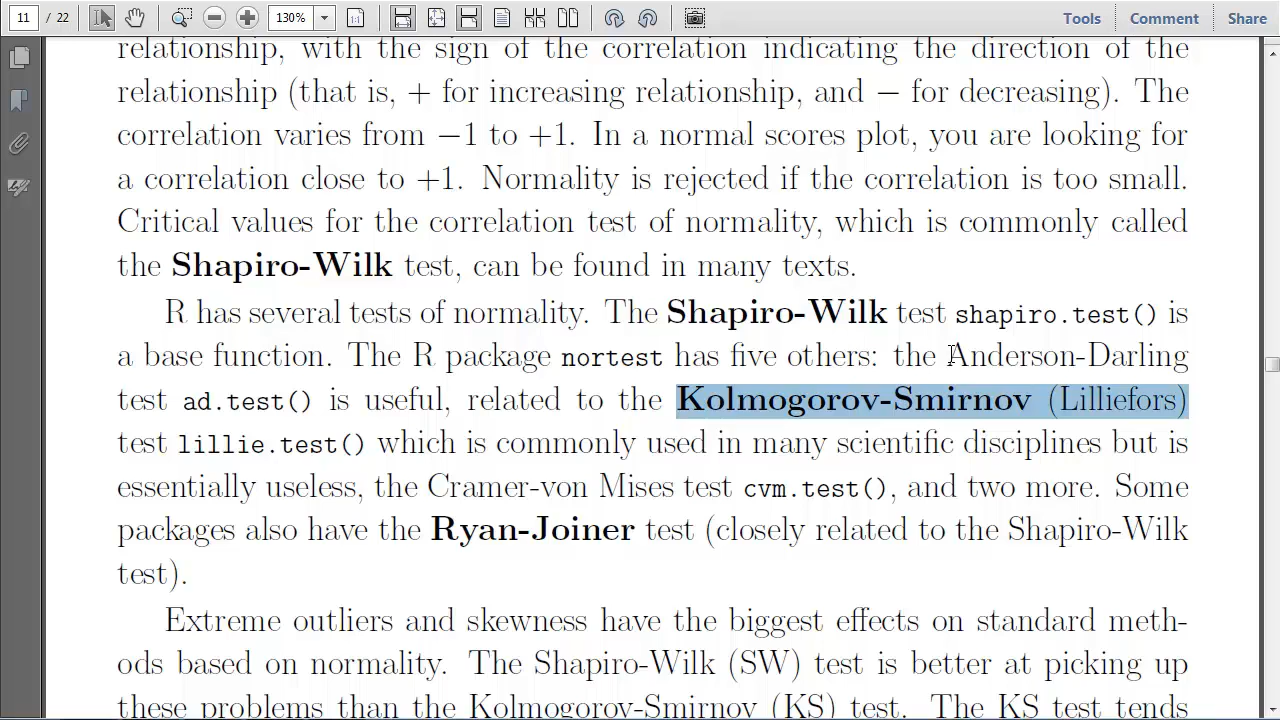 11 / 22 130% Tools Comment Share
relationship, with the sign of the correlation indicating the direction of the
relationship (that is, + for increasing relationship, and − for decreasing). The
correlation varies from −1 to +1. In a normal scores plot, you are looking for
a correlation close to +1. Normality is rejected if the correlation is too small.
Critical values for the correlation test of normality, which is commonly called
the Shapiro-Wilk test, can be found in many texts.
R has several tests of normality. The Shapiro-Wilk test shapiro.test() is
a base function. The R package nortest has five others: the Anderson-Darling
test ad.test() is useful, related to the Kolmogorov-Smirnov (Lilliefors)
test lillie.test() which is commonly used in many scientific disciplines but is
essentially useless, the Cramer-von Mises test cvm.test(), and two more. Some
packages also have the Ryan-Joiner test (closely related to the Shapiro-Wilk
test).
Extreme outliers and skewness have the biggest effects on standard meth-
ods based on normality. The Shapiro-Wilk (SW) test is better at picking up
these problems than the Kolmogorov-Smirnov (KS) test. The KS test tends